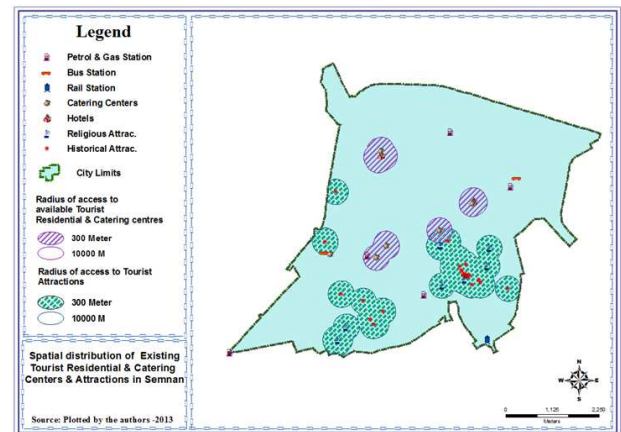 Legend
Petrol & Gas Station
Bus Station
Rail Station
Catering Centers
Hotels
Religious Attrac.
Historical Attrac.
City Limits
Radius of access to
available Tourist
Residential & Catering centres
300 Meter
10000 M
Radius of access to Tourist
Attractions
300 Meter
10000 M
Spatial distribution of Existing
Tourist Residential & Catering
Centers & Attractions in Semnan
Source: Plotted by the authors -2013
N
W E
S
0 1,125 2,250
Meters